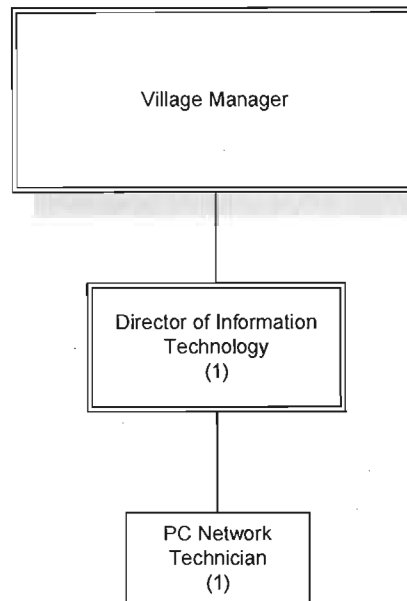 Village Manager
Director of Information
Technology
(1)
PC Network
Technician
(1)